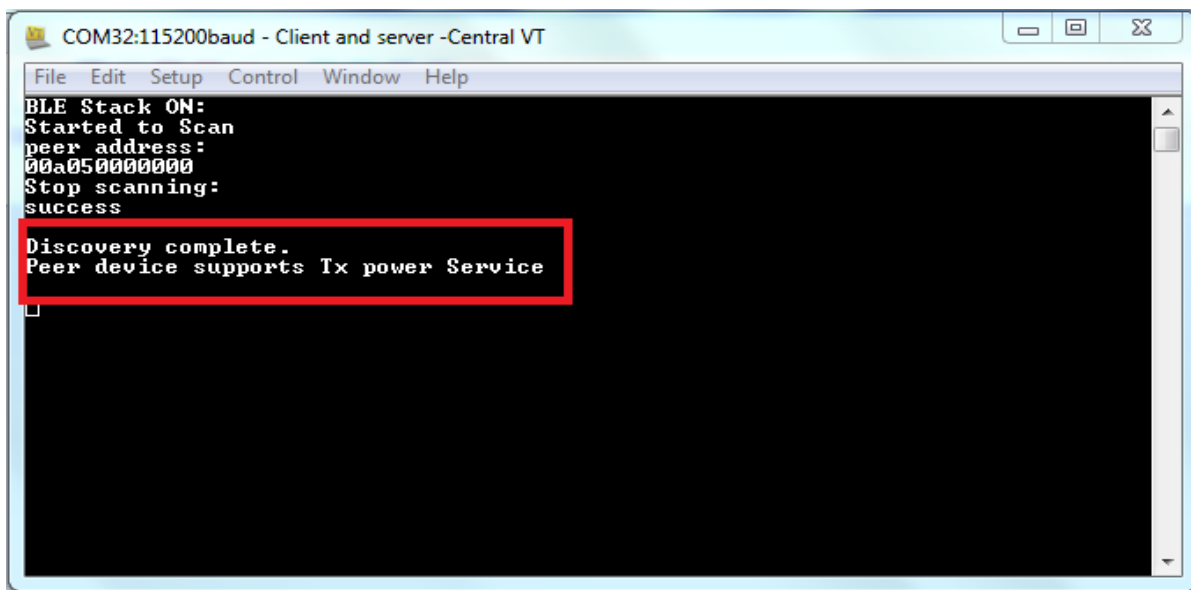 COM32:115200baud - Client and server -Central VT
File Edit Setup Control Window Help
BLE Stack ON:
Started to Scan
peer address:
00a050000000
Stop scanning:
success
Discovery complete.
Peer device supports Tx power Service